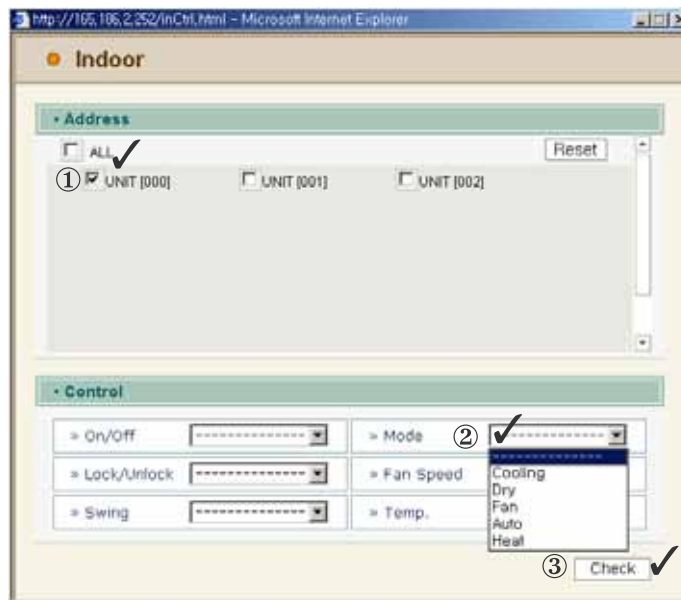 http://165,186,2,252/inCtrl.html - Microsoft Internet Explorer
Indoor
• Address
ALL
Reset
① UNIT [000] UNIT [001] UNIT [002]
• Control
» On/Off -------------- » Mode ② --------------
--------------
» Lock/Unlock -------------- » Fan Speed Cooling
Dry
Fan
» Swing -------------- » Temp. Auto
Heat
③ Check